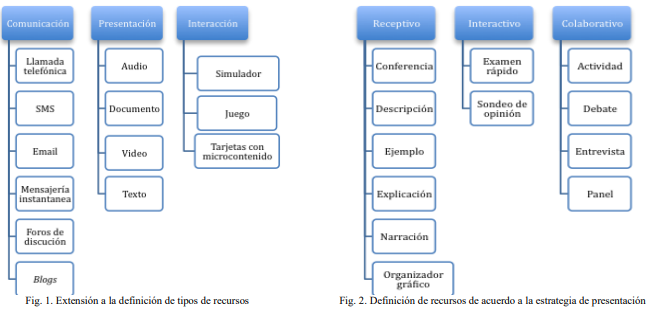 Comunicación
Llamada
telefónica
SMS
Email
Mensajería
instantanea
Foros de
discución
Blogs
Presentación
Audio
Documento
Video
Texto
Interacción
Simulador
Juego
Tarjetas con
microcontenido
Fig. 1. Extensión a la definición de tipos de recursos
Receptivo
Conferencia
Descripción
Ejemplo
Explicación
Narración
Organizador
gráfico
Interactivo
Examen
rápido
Sondeo de
opinión
Colaborativo
Actividad
Debate
Entrevista
Panel
Fig. 2. Definición de recursos de acuerdo a la estrategia de presentación